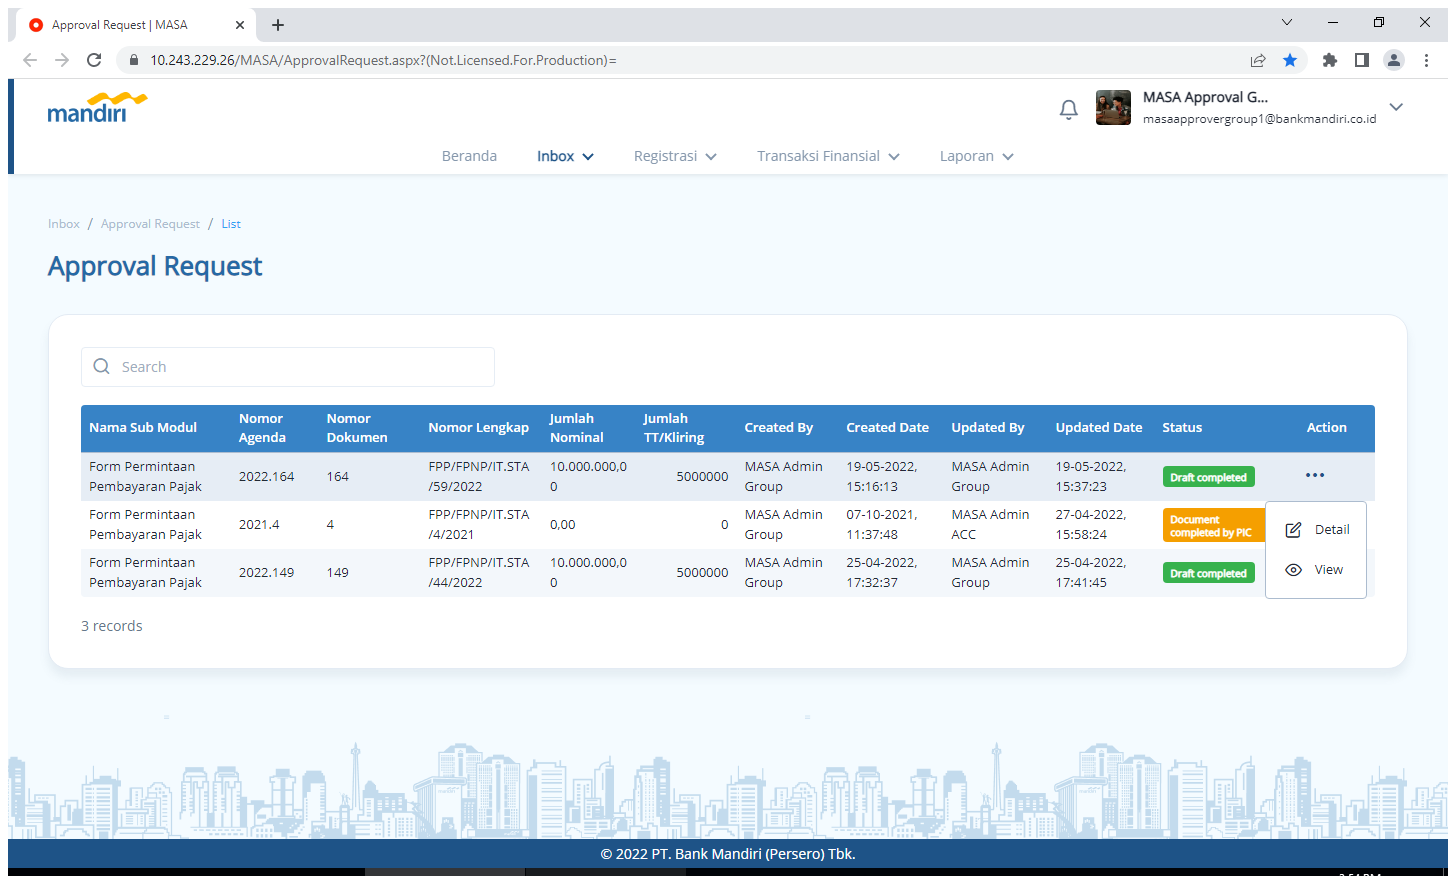 Approval Request | MASA
10.243.229.26/MASA/ApprovalRequest.aspx?(Not.Licensed.For.Production)=
mandiri
MASA Approval G...
masaapprovergroup1@bankmandiri.co.id
Beranda Inbox Registrasi Transaksi Finansial Laporan
Inbox / Approval Request / List
Approval Request
Search
Nama Sub Modul
Nomor
Agenda
Nomor
Dokumen
Nomor Lengkap
Jumlah
Nominal
Jumlah
TT/Kliring
Created By
Created Date
Updated By
Updated Date
Status
Action
Form Permintaan
Pembayaran Pajak
2022.164
164
FPP/FPNP/IT.STA
/59/2022
10.000.000,0
0
5000000
MASA Admin
Group
19-05-2022,
15:16:13
MASA Admin
Group
19-05-2022,
15:37:23
Draft completed
Form Permintaan
Pembayaran Pajak
2021.4
4
FPP/FPNP/IT.STA
/4/2021
0,00
0
MASA Admin
Group
07-10-2021,
11:37:48
MASA Admin
ACC
27-04-2022,
15:58:24
Document
completed by PIC
Detail
View
Form Permintaan
Pembayaran Pajak
2022.149
149
FPP/FPNP/IT.STA
/44/2022
10.000.000,0
0
5000000
MASA Admin
Group
25-04-2022,
17:32:37
MASA Admin
Group
25-04-2022,
17:41:45
Draft completed
3 records
mandiri
© 2022 PT. Bank Mandiri (Persero) Tbk.